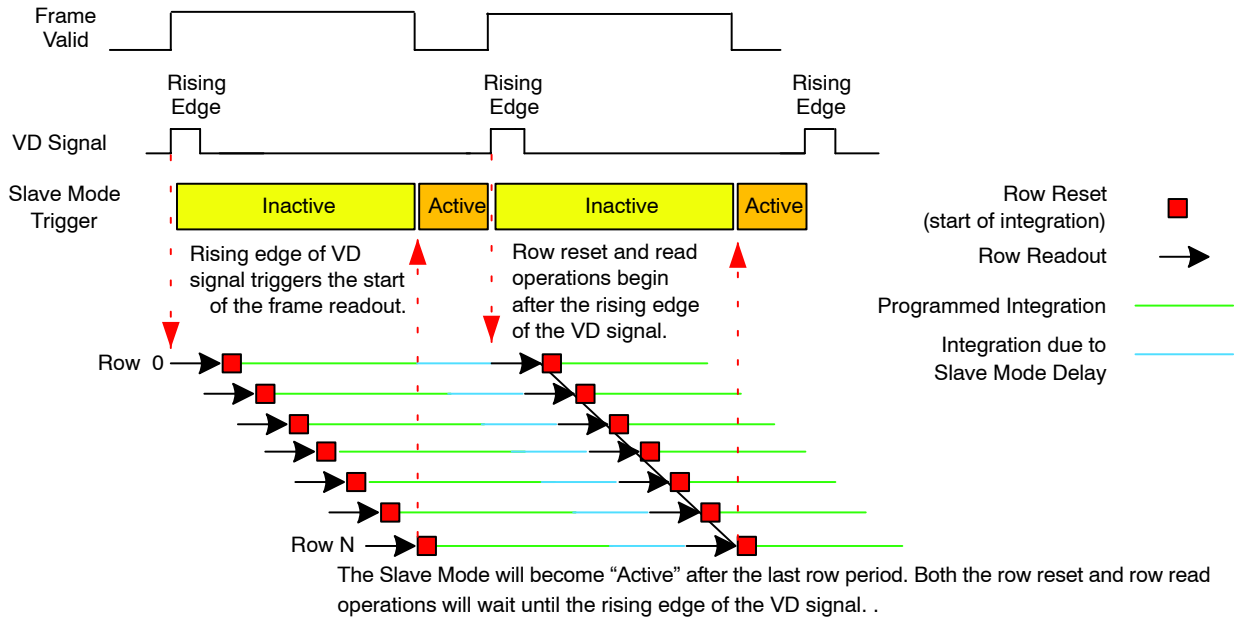 Frame
Valid
Rising
Edge
Rising
Edge
Rising
Edge
VD Signal
Slave Mode
Trigger
Inactive
Active
Inactive
Active
Rising edge of VD
signal triggers the start
of the frame readout.
Row reset and read
operations begin
after the rising edge
of the VD signal.
Row Reset
(start of integration)
Row Readout
Programmed Integration
Integration due to
Slave Mode Delay
Row 0
Row N
The Slave Mode will become “Active” after the last row period. Both the row reset and row read
operations will wait until the rising edge of the VD signal. .